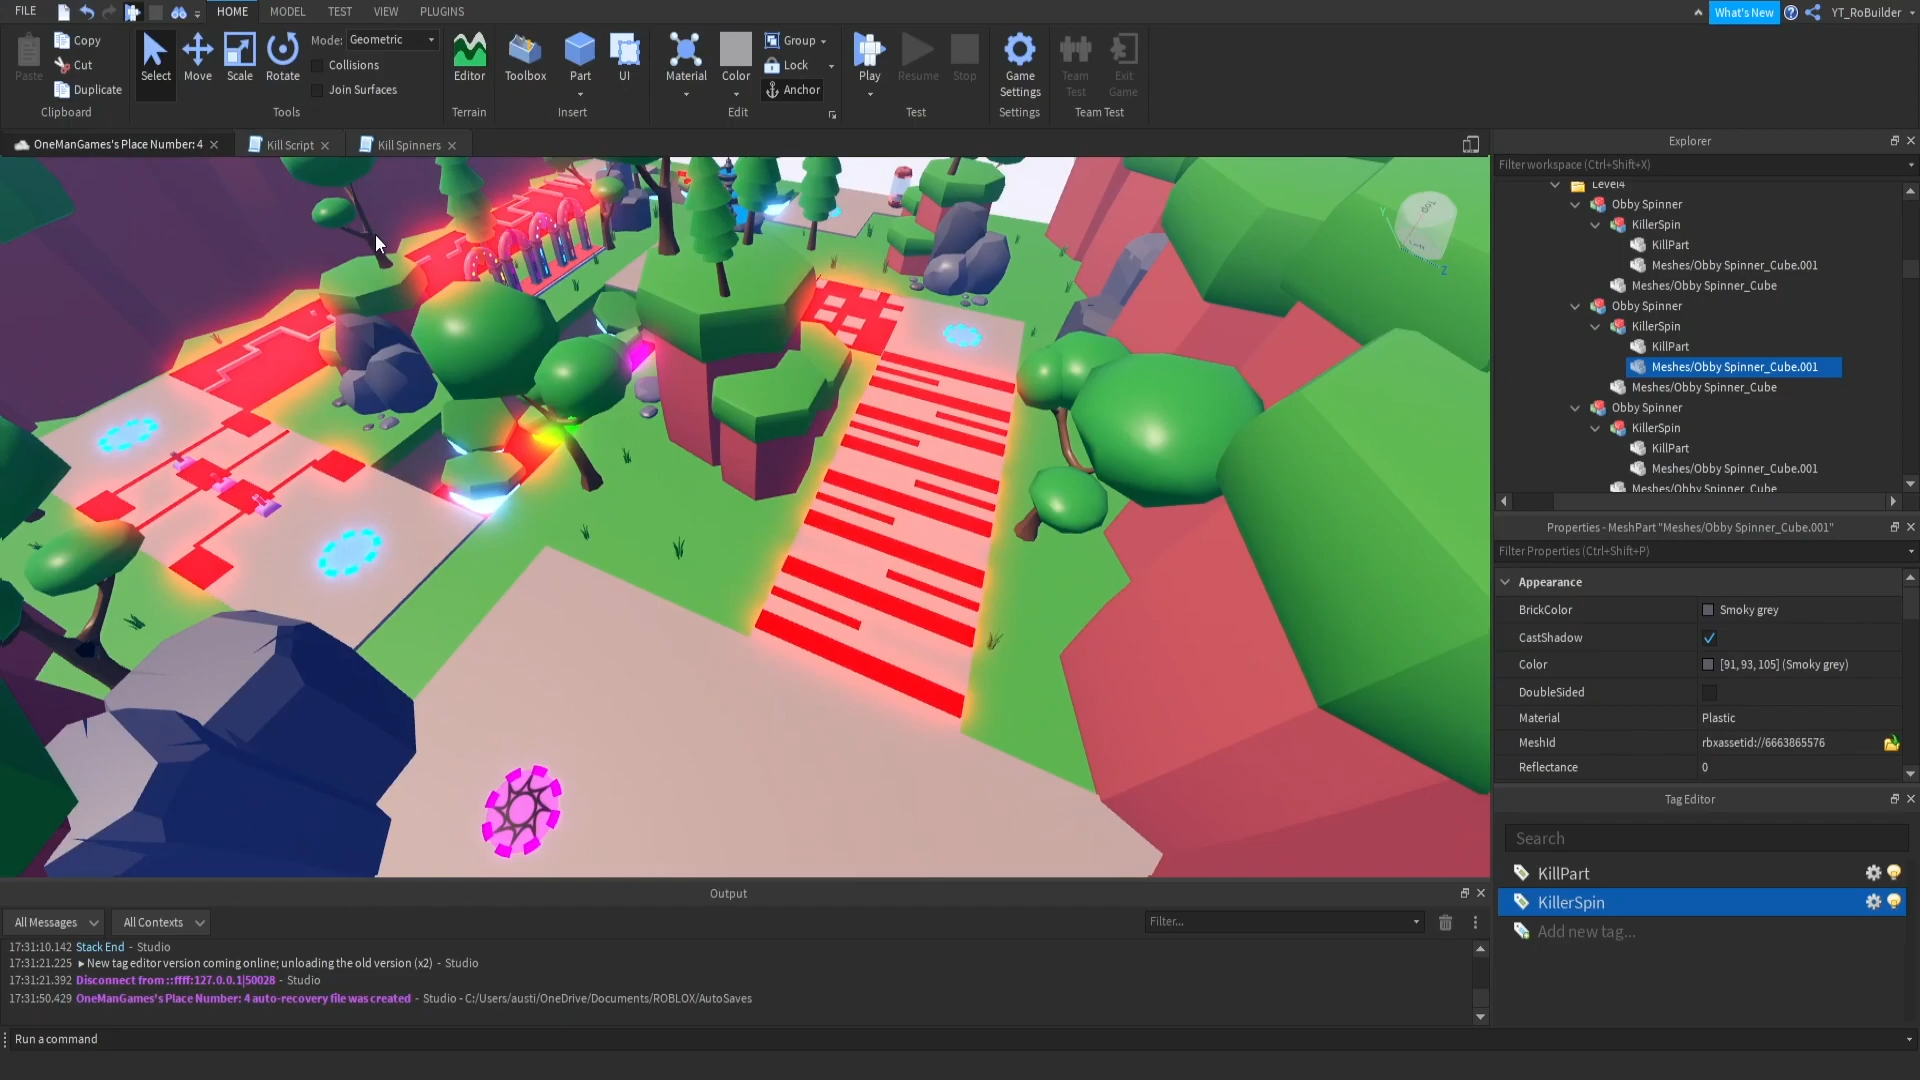 FILE
HOME
MODEL
TEST
VIEW
PLUGINS
What's New
YT_RoBuilder
Paste
Copy
Cut
Duplicate
Clipboard
Select
Move
Scale
Rotate
Mode: Geometric
Collisions
Join Surfaces
Tools
Editor
Terrain
Toolbox
Part
UI
Insert
Material
Color
Group
Lock
Anchor
Edit
Play
Resume
Stop
Test
Game
Settings
Settings
Team
Test
Exit
Game
Team Test
OneManGames's Place Number: 4
Kill Script
Kill Spinners
Explorer
Filter workspace (Ctrl+Shift+X)
Level4
Obby Spinner
KillerSpin
KillPart
Meshes/Obby Spinner_Cube.001
Meshes/Obby Spinner_Cube
Obby Spinner
KillerSpin
KillPart
Meshes/Obby Spinner_Cube.001
Meshes/Obby Spinner_Cube
Obby Spinner
KillerSpin
KillPart
Meshes/Obby Spinner_Cube.001
Meshes/Obby Spinner_Cube
Properties - MeshPart "Meshes/Obby Spinner_Cube.001"
Filter Properties (Ctrl+Shift+P)
Appearance
BrickColor Smoky grey
CastShadow
Color [91, 93, 105] (Smoky grey)
DoubleSided
Material Plastic
MeshId rbxassetid://6663865576
Reflectance 0
Tag Editor
Search
KillPart
KillerSpin
Add new tag...
Output
All Messages
All Contexts
Filter...
17:31:10.142 Stack End - Studio
17:31:21.225 ▸ New tag editor version coming online; unloading the old version (x2) - Studio
17:31:21.392 Disconnect from ::ffff:127.0.0.1|50028 - Studio
17:31:50.429 OneManGames's Place Number: 4 auto-recovery file was created - Studio - C:/Users/austi/OneDrive/Documents/ROBLOX/AutoSaves
Run a command